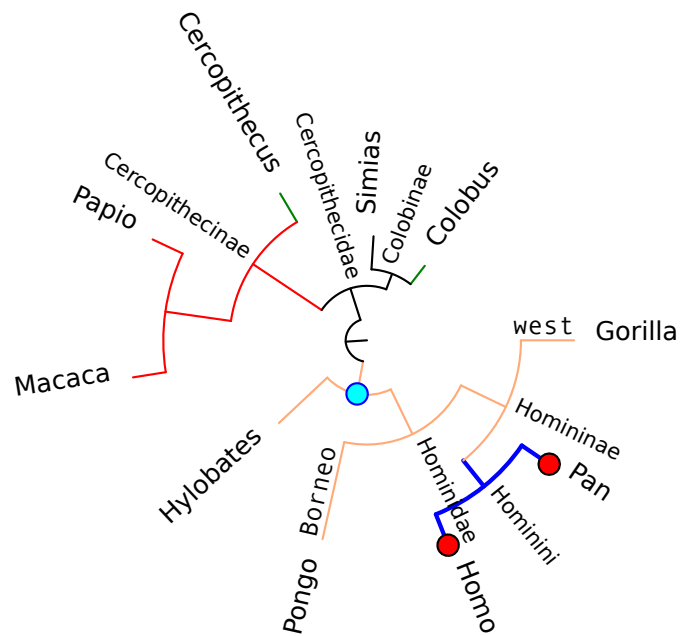 Cercopithecus
Cercopithecidae
Simias
Colobinae
Colobus
Cercopithecinae
Papio
Macaca
west
Gorilla
Homininae
Pan
Hominini
Hominidae
Homo
Borneo
Pongo
Hylobates